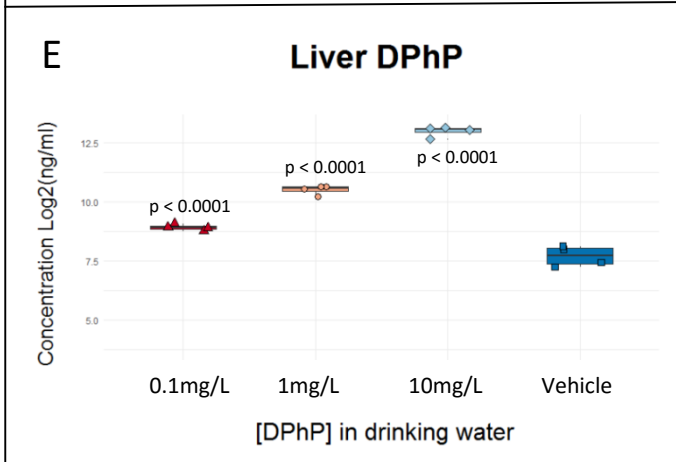 E
Liver DPhP
Concentration Log2(ng/ml)
12.5
10.0
7.5
5.0
p < 0.0001
p < 0.0001
p < 0.0001
0.1mg/L 1mg/L 10mg/L Vehicle
[DPhP] in drinking water